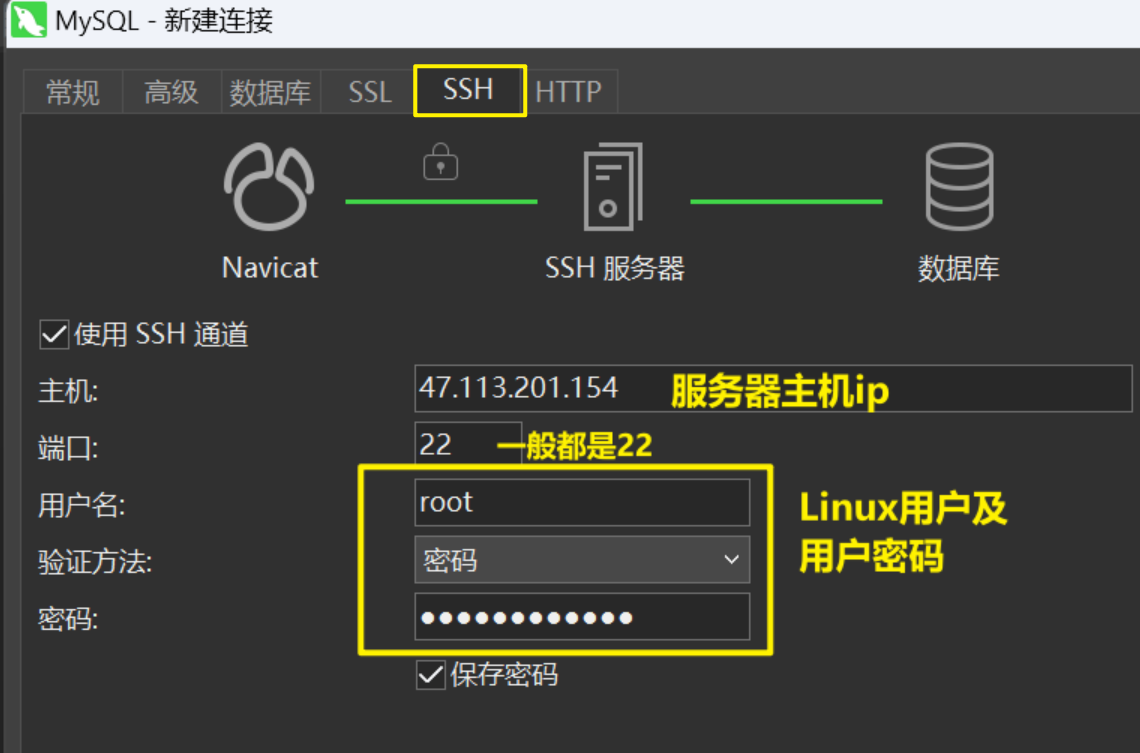 MySQL - 新建连接
常规 高级 数据库 SSL SSH HTTP
Navicat SSH 服务器 数据库
使用 SSH 通道
主机: 47.113.201.154 服务器主机ip
端口: 22 一般都是22
用户名: root Linux用户及
验证方法: 密码 用户密码
密码: ●●●●●●●●●●●●
保存密码